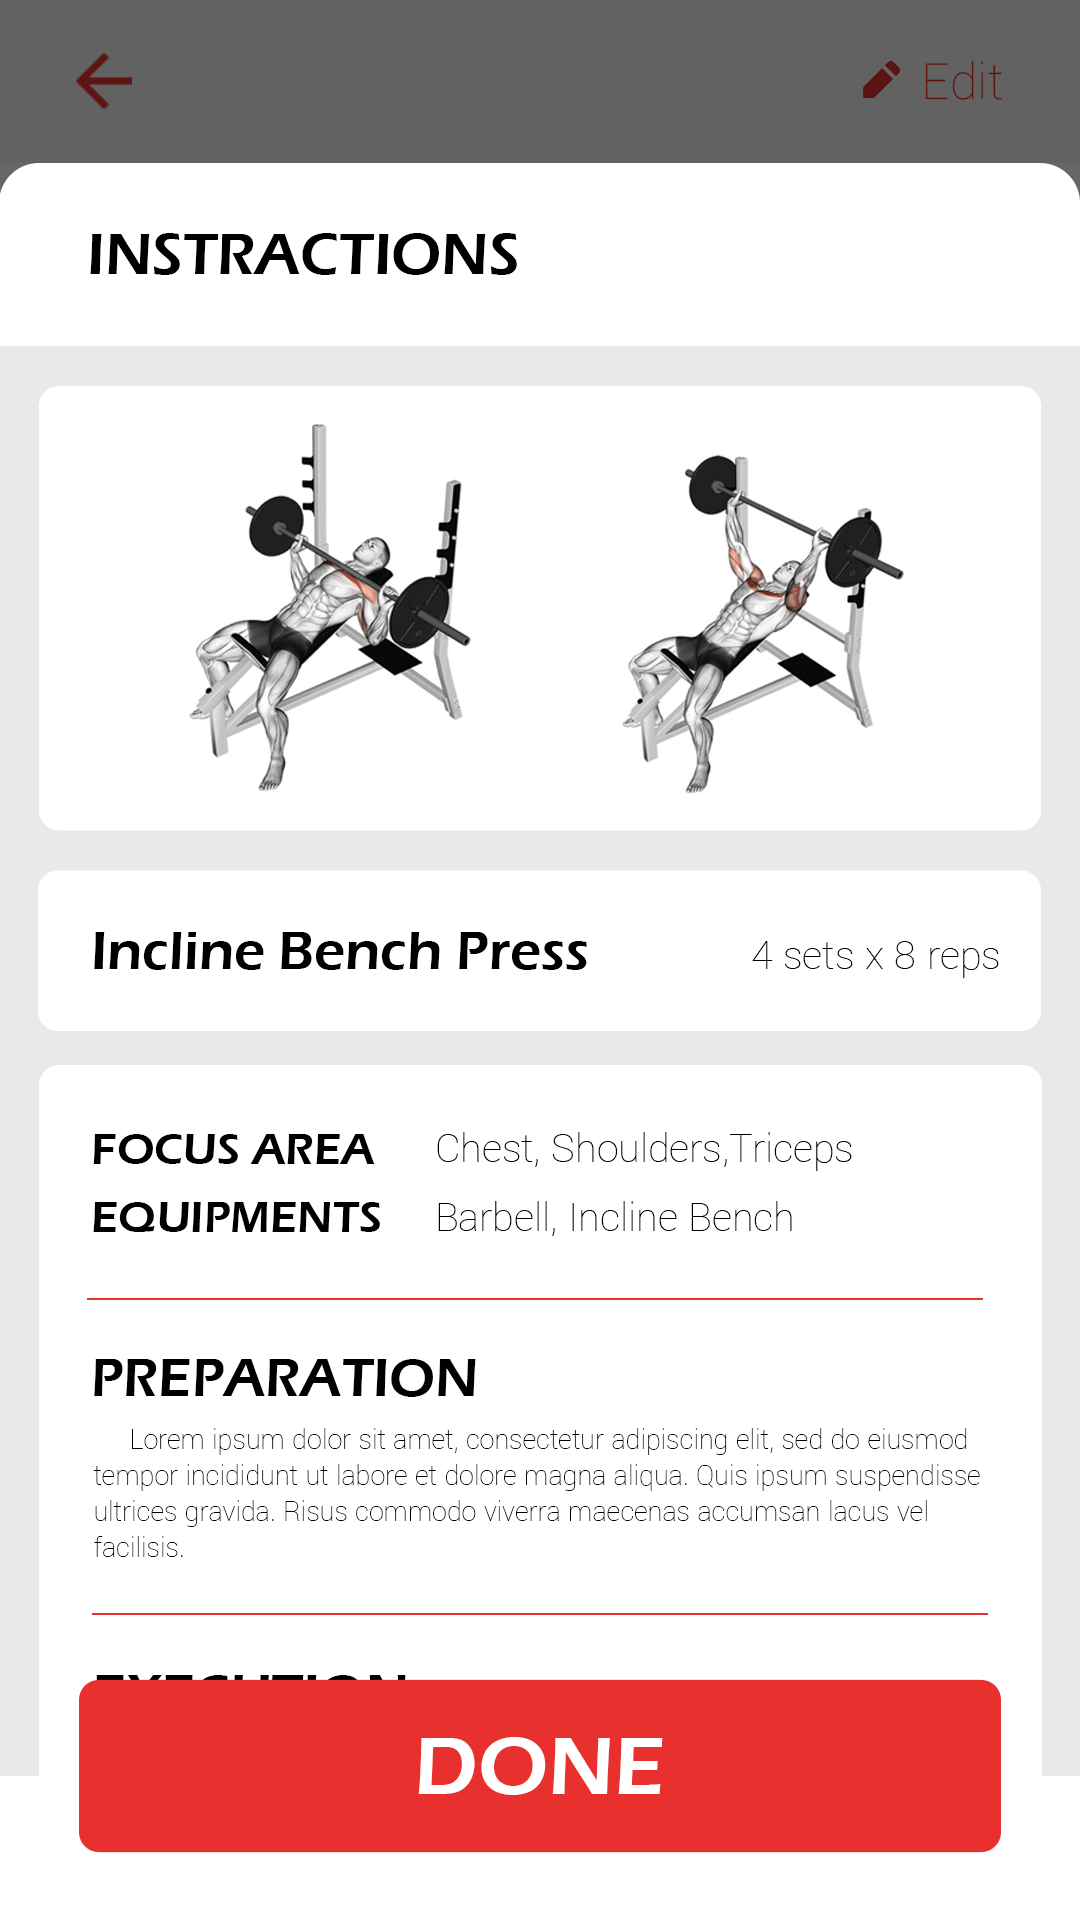 Edit
INSTRACTIONS
Incline Bench Press
4 sets x 8 reps
FOCUS AREA
Chest, Shoulders,Triceps
EQUIPMENTS
Barbell, Incline Bench
PREPARATION
Lorem ipsum dolor sit amet, consectetur adipiscing elit, sed do eiusmod
tempor incididunt ut labore et dolore magna aliqua. Quis ipsum suspendisse
ultrices gravida. Risus commodo viverra maecenas accumsan lacus vel
facilisis.
EXECUTION
DONE